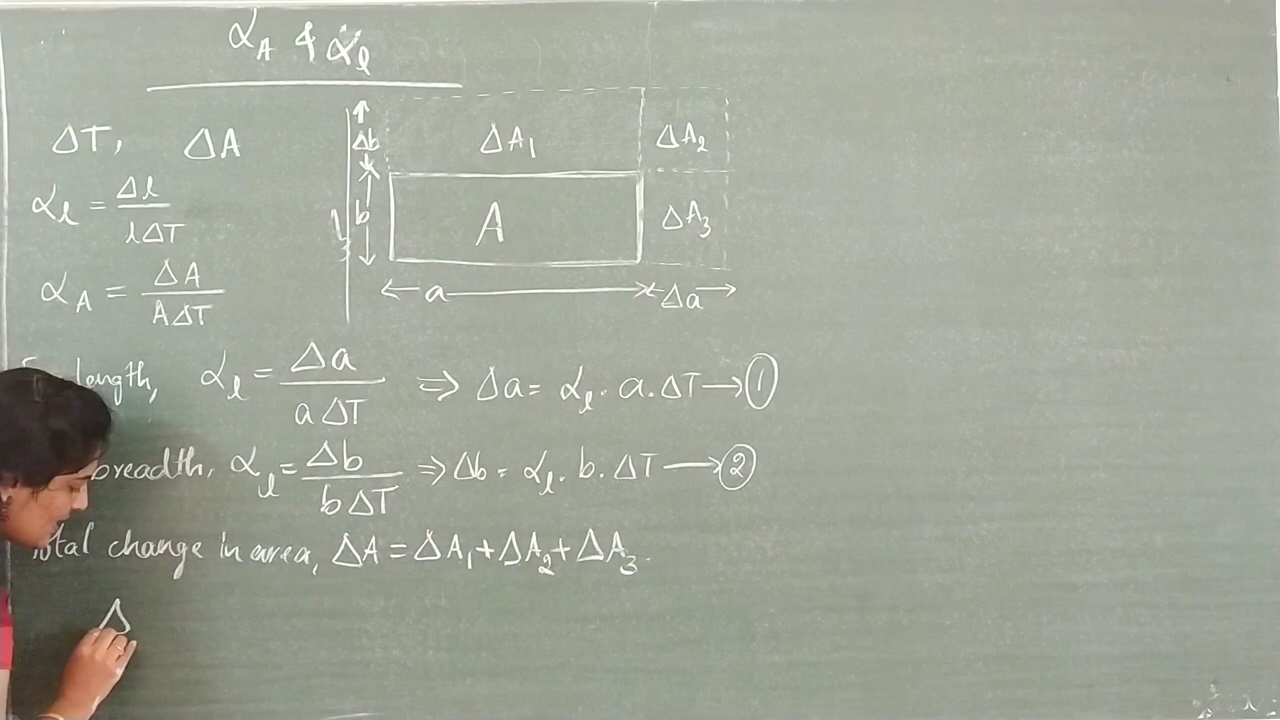 α_A & α_l
ΔT, ΔA
α_l = Δl / lΔT
α_A = ΔA / AΔT
Δb
b
ΔA₁ ΔA₂
A ΔA₃
a Δa
length, α_l = Δa / aΔT ⟹ Δa = α_l · a . ΔT → ①
breadth, α_l = Δb / bΔT ⟹ Δb = α_l . b . ΔT → ②
Total change in area, ΔA = ΔA₁ + ΔA₂ + ΔA₃.
Δ